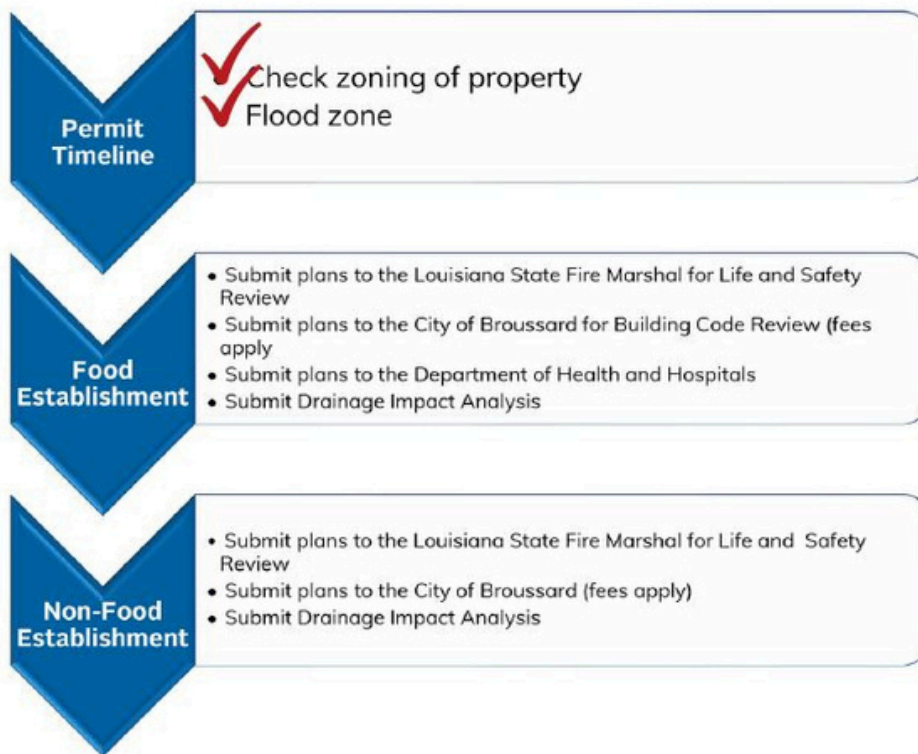 Permit
Timeline
• Check zoning of property
Flood zone
Food
Establishment
• Submit plans to the Louisiana State Fire Marshal for Life and Safety
Review
• Submit plans to the City of Broussard for Building Code Review (fees
apply
• Submit plans to the Department of Health and Hospitals
• Submit Drainage Impact Analysis
Non-Food
Establishment
• Submit plans to the Louisiana State Fire Marshal for Life and Safety
Review
• Submit plans to the City of Broussard (fees apply)
• Submit Drainage Impact Analysis